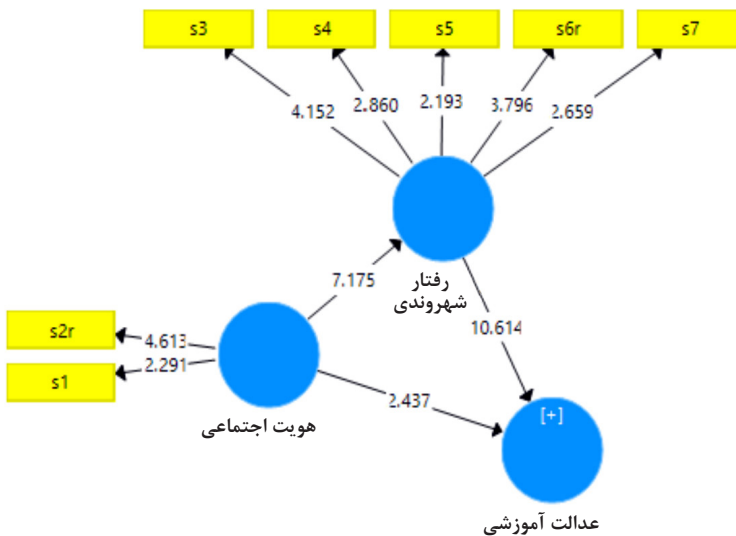 s3 s4 s5 s6r s7
4.152 2.860 2.193 3.796 2.659
رفتار
شهروندی
7.175
10.614
s2r
4.613
s1
2.291
2.437
هویت اجتماعی
[+]
عدالت آموزشی